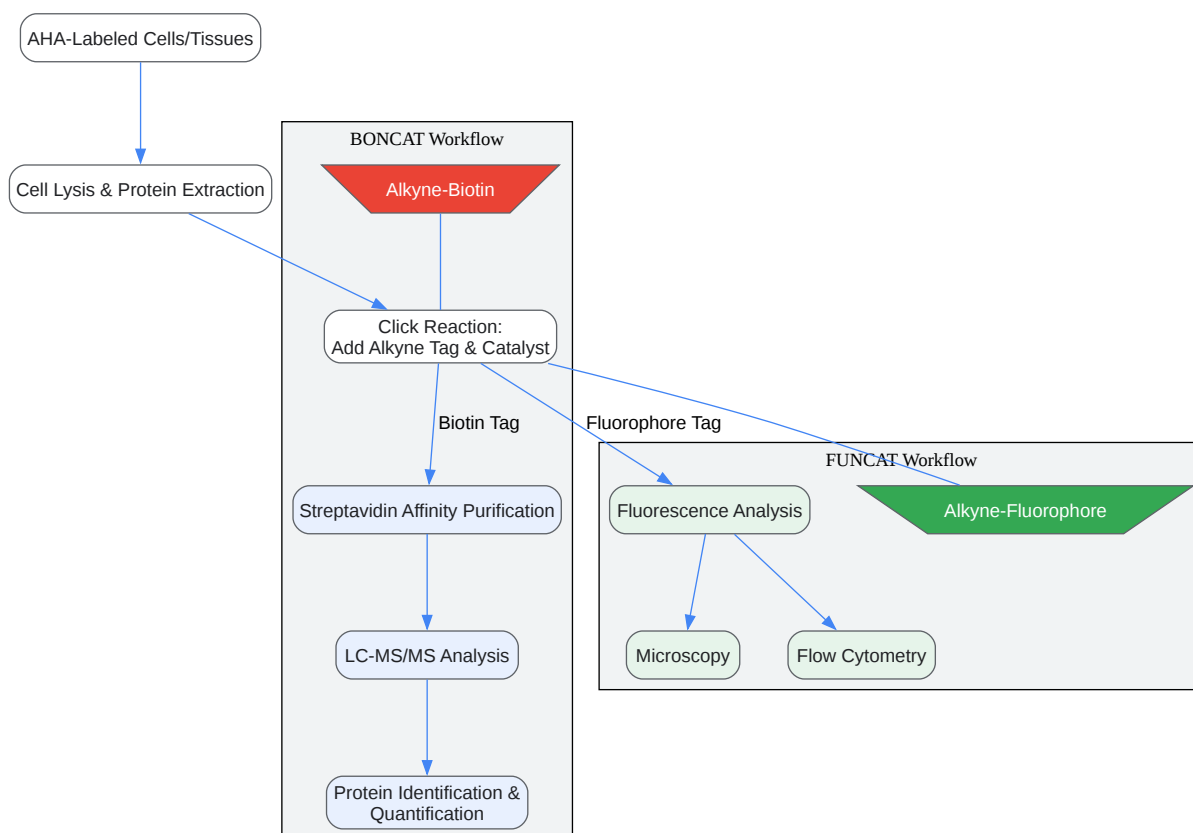 AHA-Labeled Cells/Tissues
BONCAT Workflow
Cell Lysis & Protein Extraction
Alkyne-Biotin
Click Reaction:
Add Alkyne Tag & Catalyst
Biotin Tag
Fluorophore Tag
FUNCAT Workflow
Streptavidin Affinity Purification
Fluorescence Analysis
Alkyne-Fluorophore
LC-MS/MS Analysis
Microscopy
Flow Cytometry
Protein Identification &
Quantification